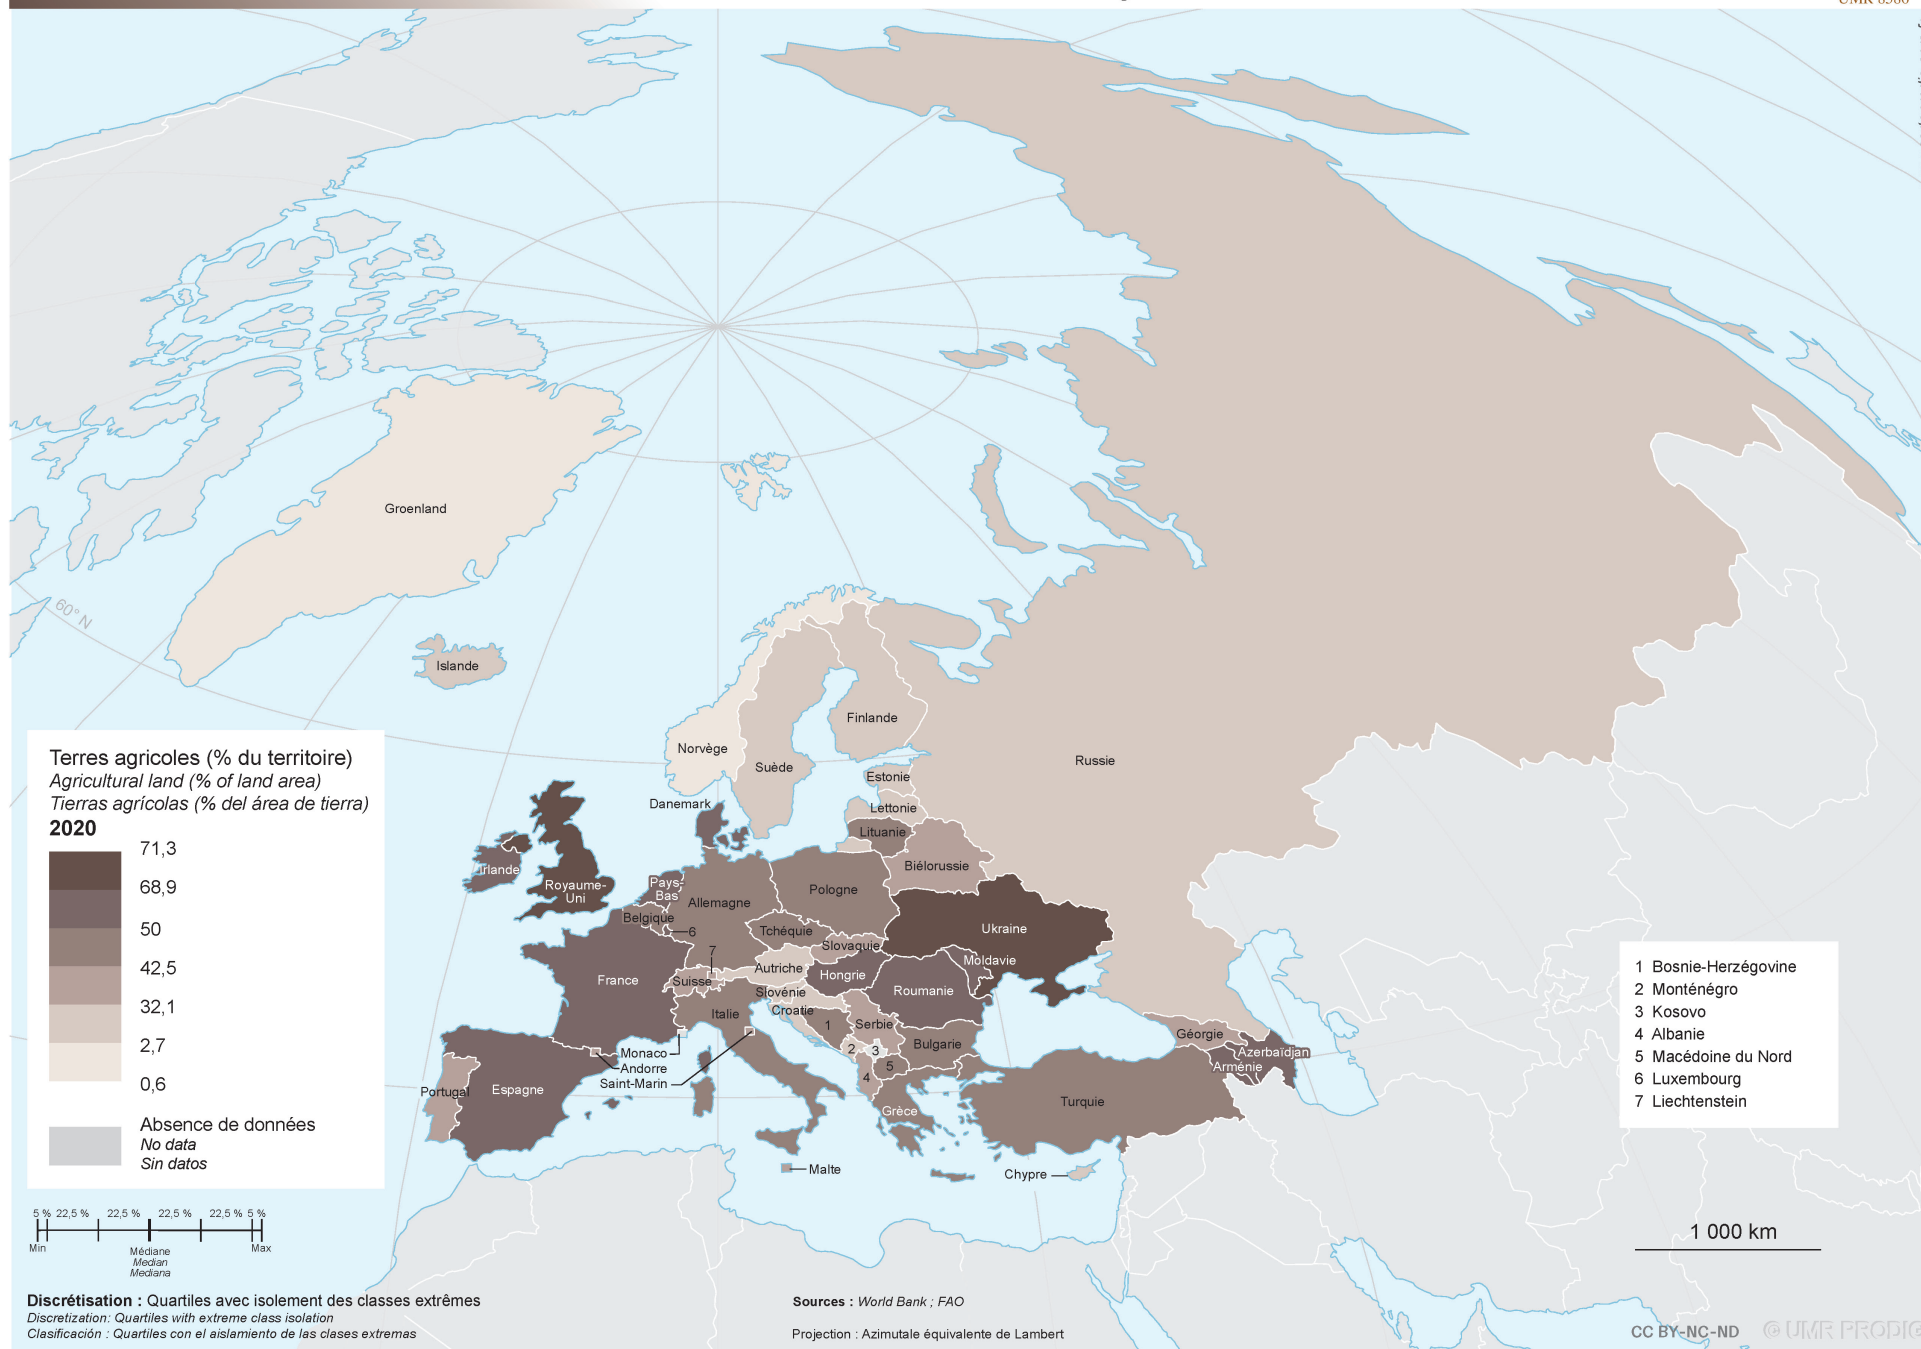 Groenland
60° N
Islande
Finlande
Norvège
Suède
Russie
Estonie
Danemark
Lettonie
Lituanie
Biélorussie
Irlande
Royaume-
Uni
Pays-
Bas
Pologne
Allemagne
Belgique
6
Tchéquie
Ukraine
7
Slovaquie
Moldavie
Autriche
France
Suisse
Hongrie
Roumanie
Slovénie
Croatie
Italie
1
Serbie
Bulgarie
Géorgie
2
3
Monaco
Andorre
Saint-Marin
5
4
Azerbaïdjan
Arménie
Portugal
Espagne
Turquie
Grèce
Malte
Chypre
Terres agricoles (% du territoire)
Agricultural land (% of land area)
Tierras agrícolas (% del área de tierra)
2020
71,3
68,9
50
42,5
32,1
2,7
0,6
Absence de données
No data
Sin datos
5 % 22,5 % 22,5 % 22,5 % 22,5 % 5 %
Min Médiane Max
Median
Mediana
1 Bosnie-Herzégovine
2 Monténégro
3 Kosovo
4 Albanie
5 Macédoine du Nord
6 Luxembourg
7 Liechtenstein
1 000 km
Discrétisation : Quartiles avec isolement des classes extrêmes
Discretization: Quartiles with extreme class isolation
Clasificación : Quartiles con el aislamiento de las clases extremas
Sources : World Bank ; FAO
Projection : Azimutale équivalente de Lambert
CC BY-NC-ND © UMR PRODIG